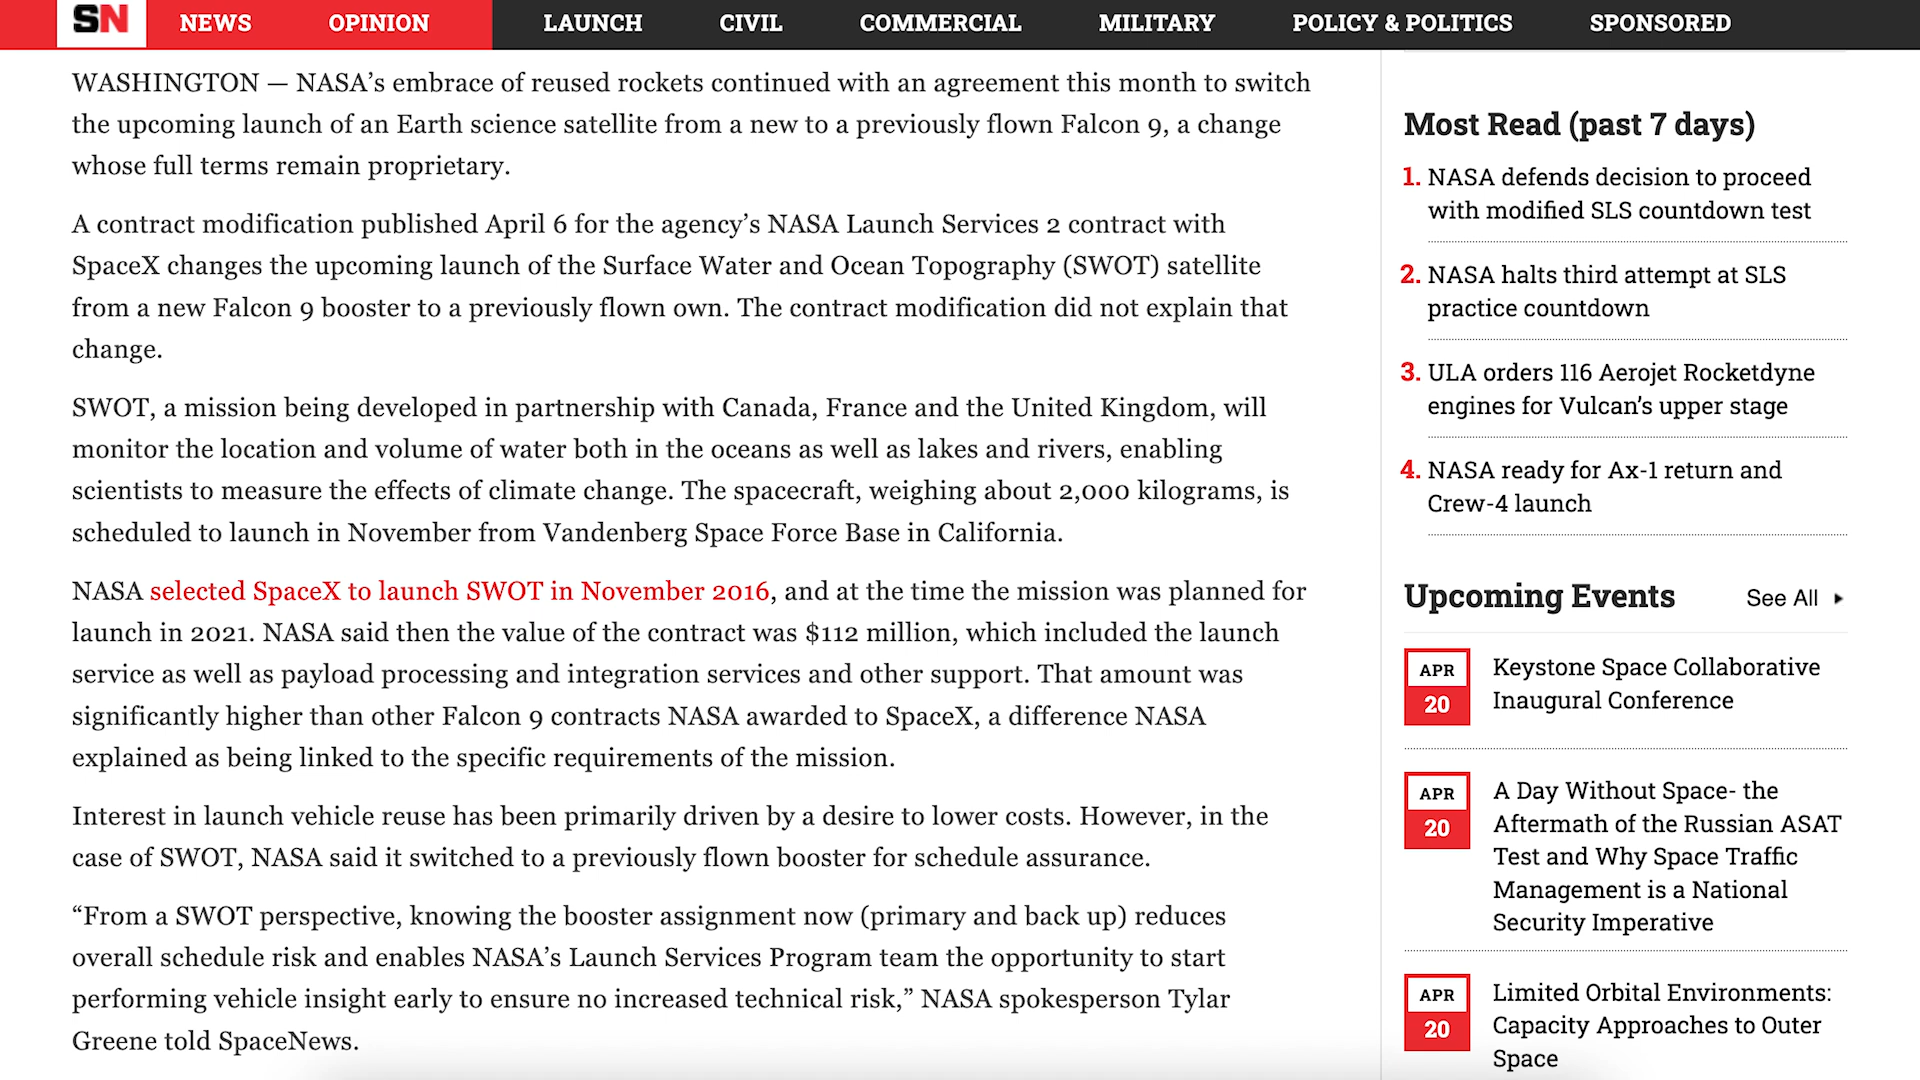 SN NEWS OPINION LAUNCH CIVIL COMMERCIAL MILITARY POLICY & POLITICS SPONSORED
WASHINGTON — NASA’s embrace of reused rockets continued with an agreement this month to switch
the upcoming launch of an Earth science satellite from a new to a previously flown Falcon 9, a change
whose full terms remain proprietary.
A contract modification published April 6 for the agency’s NASA Launch Services 2 contract with
SpaceX changes the upcoming launch of the Surface Water and Ocean Topography (SWOT) satellite
from a new Falcon 9 booster to a previously flown own. The contract modification did not explain that
change.
SWOT, a mission being developed in partnership with Canada, France and the United Kingdom, will
monitor the location and volume of water both in the oceans as well as lakes and rivers, enabling
scientists to measure the effects of climate change. The spacecraft, weighing about 2,000 kilograms, is
scheduled to launch in November from Vandenberg Space Force Base in California.
NASA selected SpaceX to launch SWOT in November 2016, and at the time the mission was planned for
launch in 2021. NASA said then the value of the contract was $112 million, which included the launch
service as well as payload processing and integration services and other support. That amount was
significantly higher than other Falcon 9 contracts NASA awarded to SpaceX, a difference NASA
explained as being linked to the specific requirements of the mission.
Interest in launch vehicle reuse has been primarily driven by a desire to lower costs. However, in the
case of SWOT, NASA said it switched to a previously flown booster for schedule assurance.
“From a SWOT perspective, knowing the booster assignment now (primary and back up) reduces
overall schedule risk and enables NASA’s Launch Services Program team the opportunity to start
performing vehicle insight early to ensure no increased technical risk,” NASA spokesperson Tylar
Greene told SpaceNews.
Most Read (past 7 days)
1. NASA defends decision to proceed
with modified SLS countdown test
2. NASA halts third attempt at SLS
practice countdown
3. ULA orders 116 Aerojet Rocketdyne
engines for Vulcan’s upper stage
4. NASA ready for Ax-1 return and
Crew-4 launch
Upcoming Events See All
APR
20
Keystone Space Collaborative
Inaugural Conference
APR
20
A Day Without Space- the
Aftermath of the Russian ASAT
Test and Why Space Traffic
Management is a National
Security Imperative
APR
20
Limited Orbital Environments:
Capacity Approaches to Outer
Space